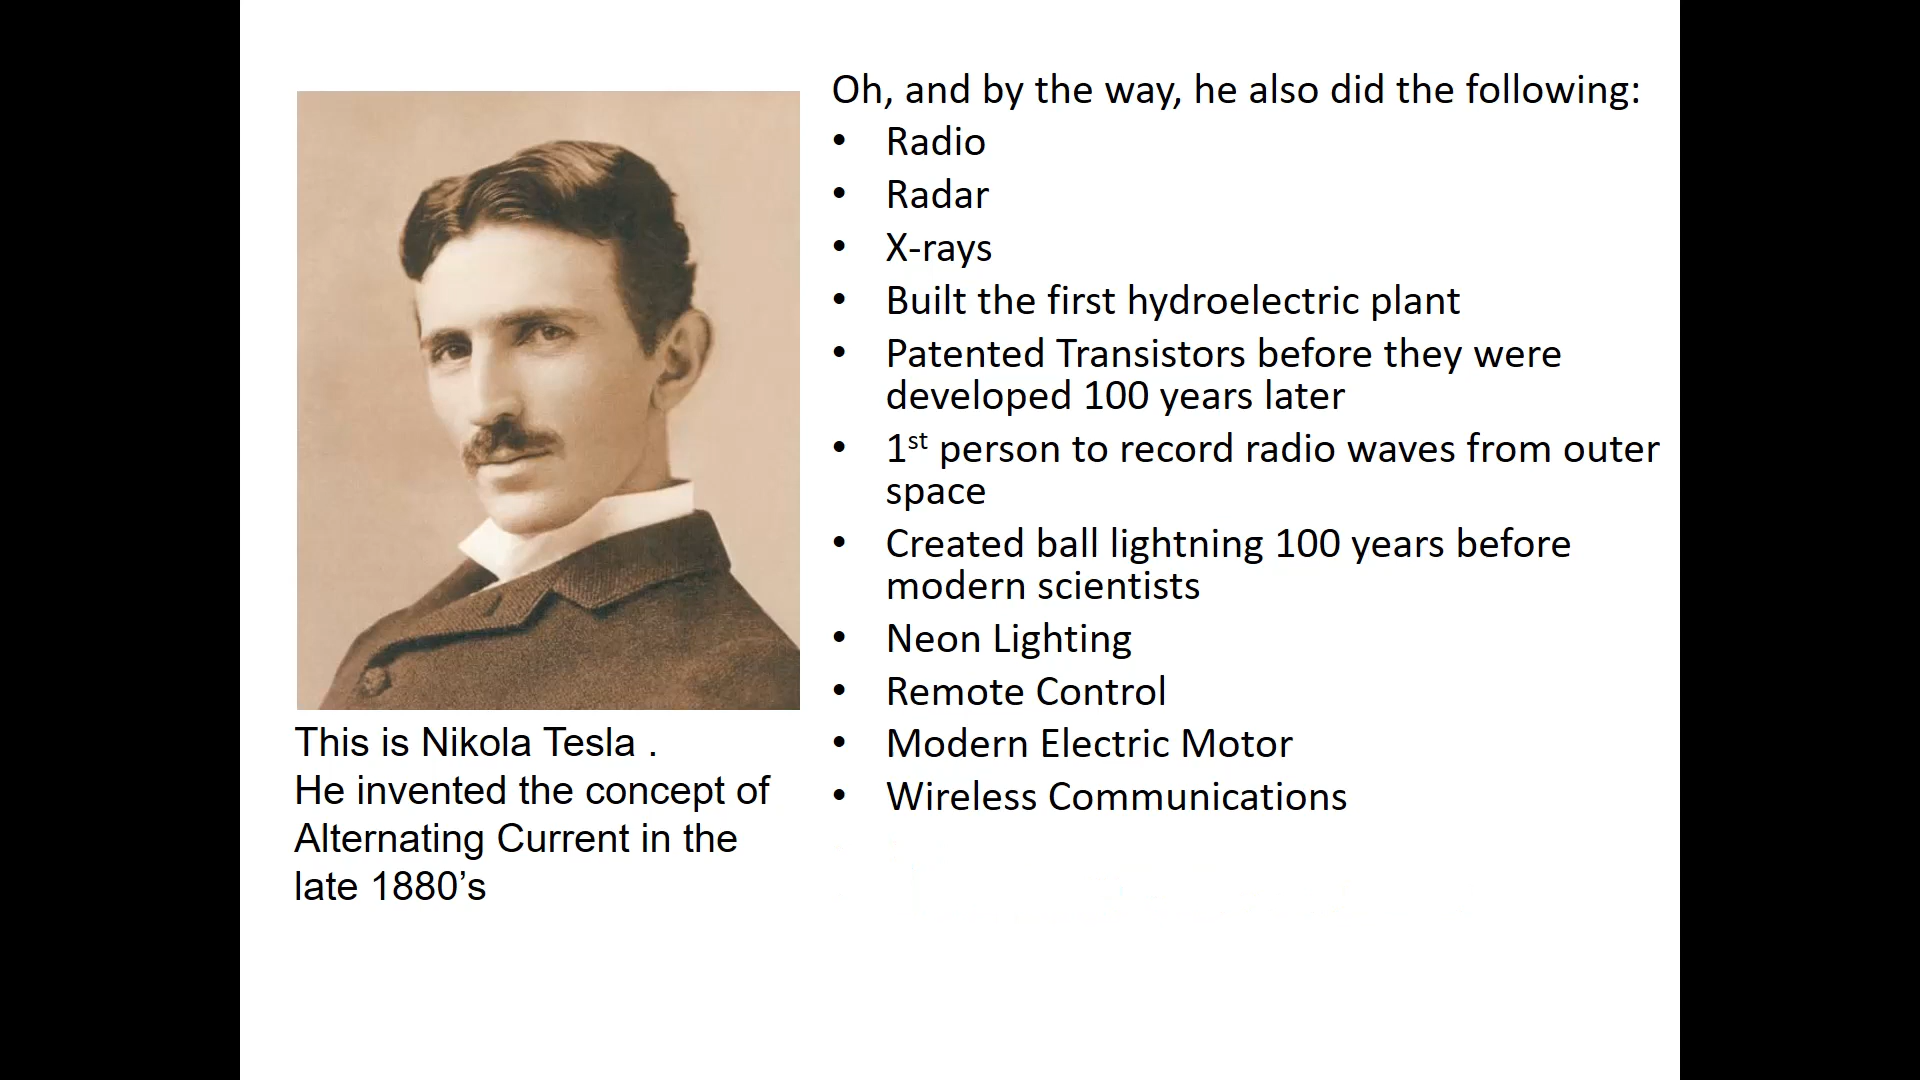 Oh, and by the way, he also did the following:
• Radio
• Radar
• X-rays
• Built the first hydroelectric plant
• Patented Transistors before they were
developed 100 years later
• 1st person to record radio waves from outer
space
• Created ball lightning 100 years before
modern scientists
• Neon Lighting
• Remote Control
• Modern Electric Motor
• Wireless Communications
This is Nikola Tesla .
He invented the concept of
Alternating Current in the
late 1880’s